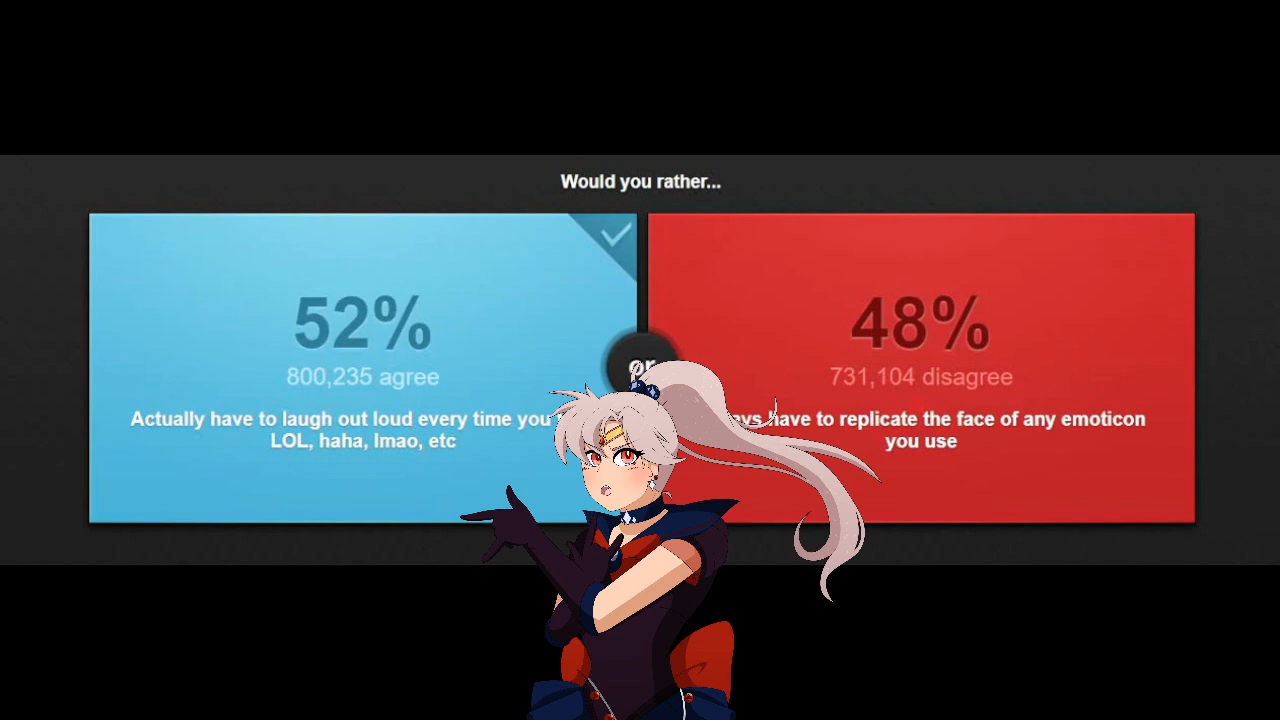 Would you rather...
52%
800,235 agree
Actually have to laugh out loud every time you
LOL, haha, lmao, etc
or
48%
731,104 disagree
have to replicate the face of any emoticon
you use